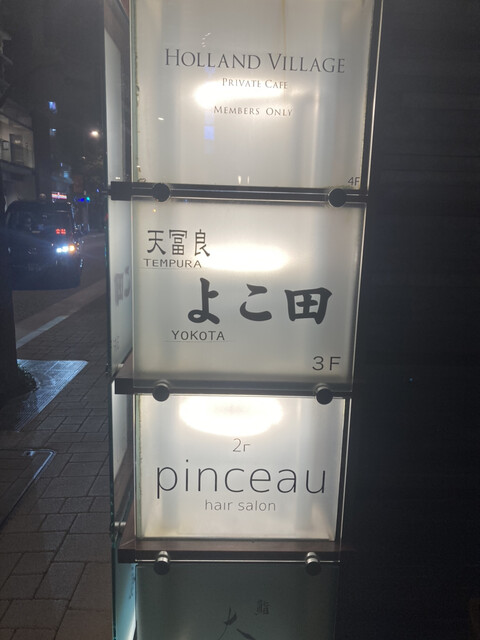 HOLLAND VILLAGE
PRIVATE CAFE
MEMBERS ONLY
4F
天冨良
TEMPURA
よこ田
YOKOTA
3F
2F
pinceau
hair salon
鮨